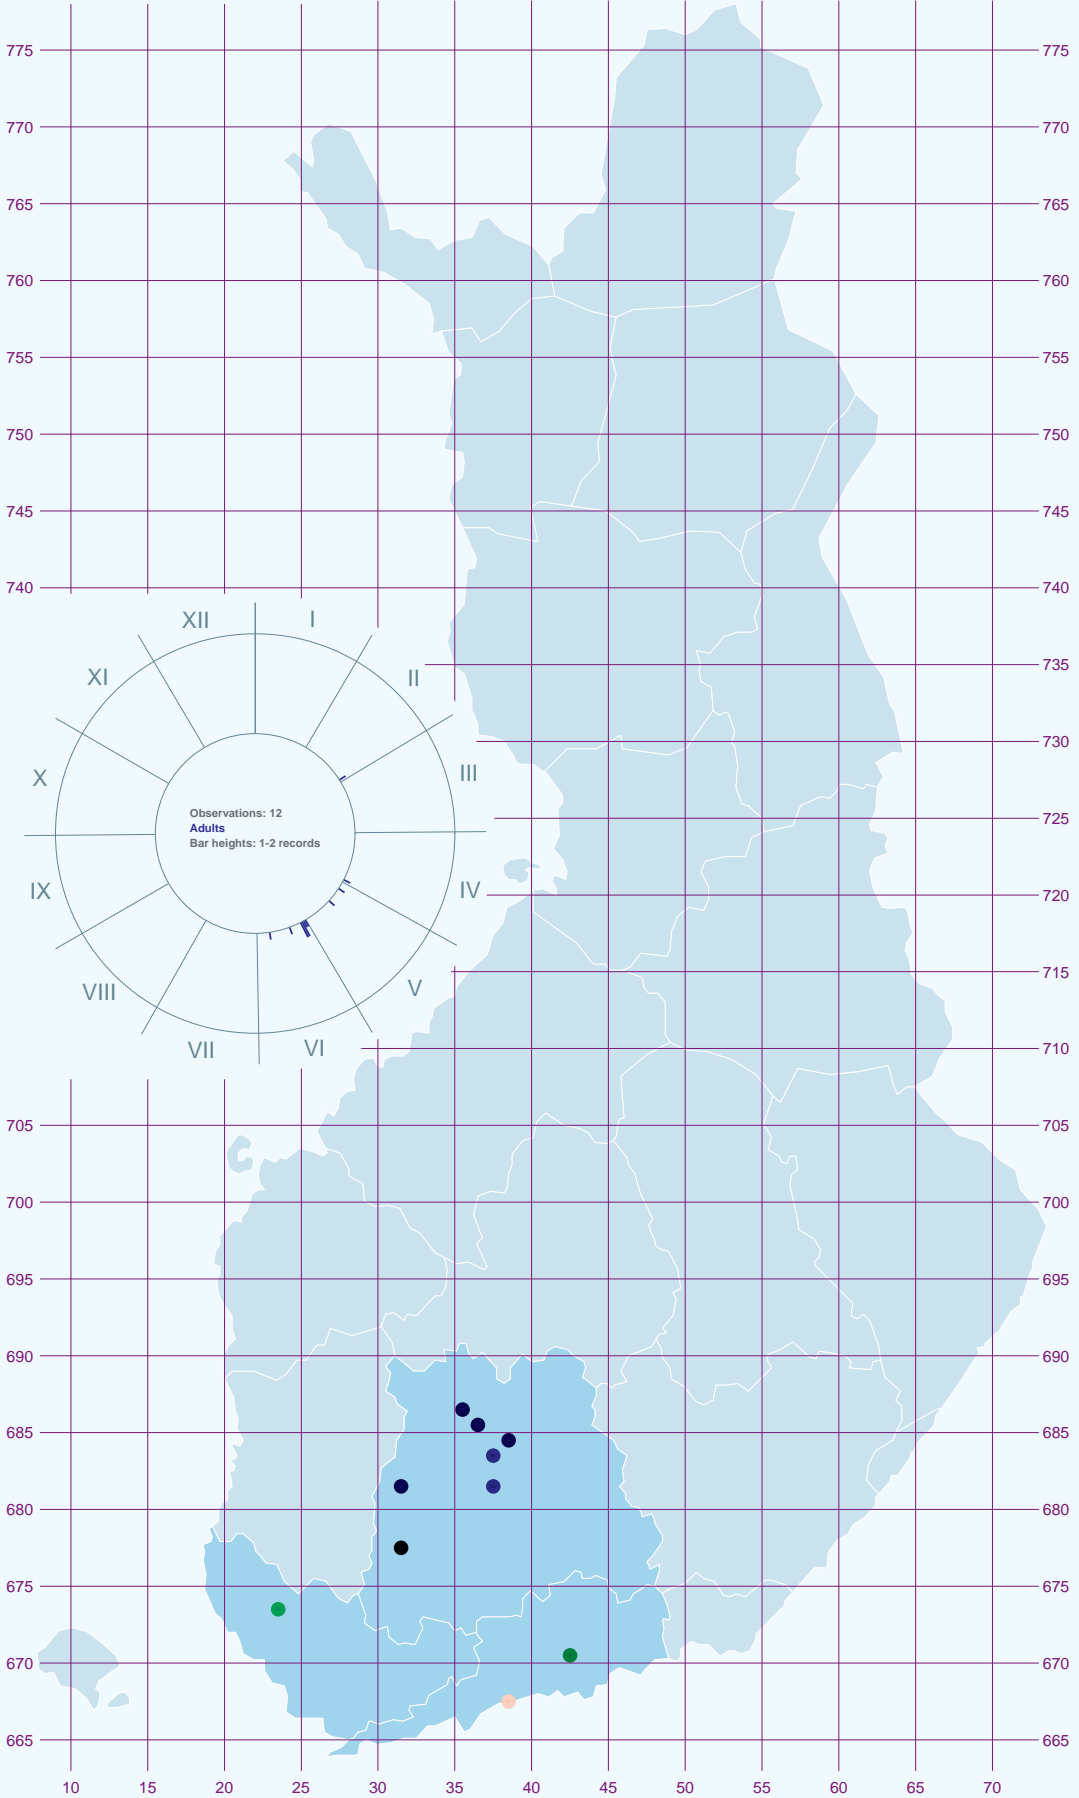 775 775
770 770
765 765
760 760
755 755
750 750
745 745
740 740
XII I
XI II
735
730
X III
725
Observations: 12
Adults
Bar heights: 1-2 records
IX IV
720
715
VIII V
VII VI
710
705 705
700 700
695 695
690 690
685 685
680 680
675 675
670 670
665 665
10 15 20 25 30 35 40 45 50 55 60 65 70